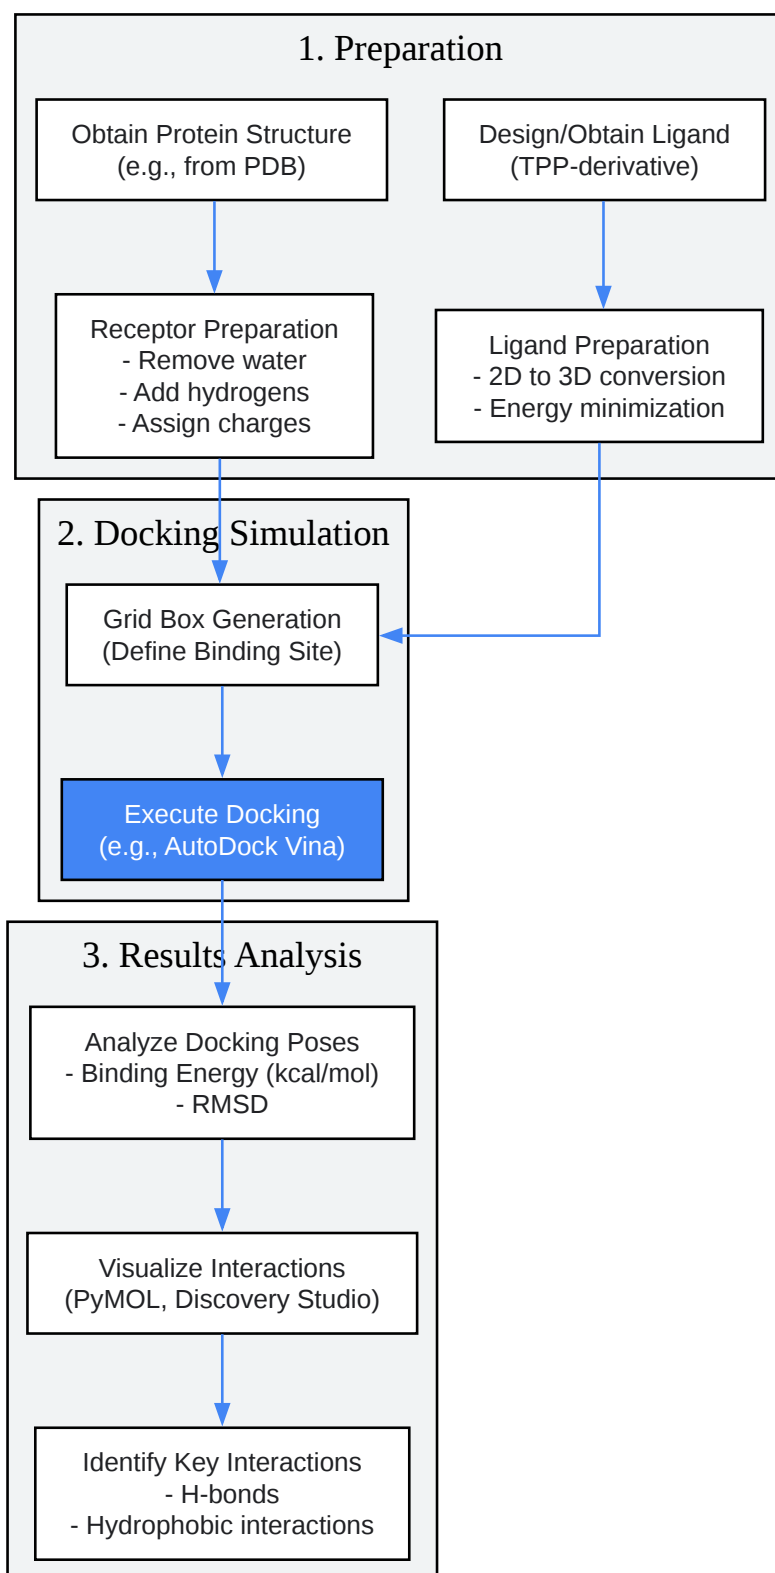 1. Preparation
Obtain Protein Structure
(e.g., from PDB)
Design/Obtain Ligand
(TPP-derivative)
Receptor Preparation
- Remove water
- Add hydrogens
- Assign charges
Ligand Preparation
- 2D to 3D conversion
- Energy minimization
2. Docking Simulation
Grid Box Generation
(Define Binding Site)
Execute Docking
(e.g., AutoDock Vina)
3. Results Analysis
Analyze Docking Poses
- Binding Energy (kcal/mol)
- RMSD
Visualize Interactions
(PyMOL, Discovery Studio)
Identify Key Interactions
- H-bonds
- Hydrophobic interactions